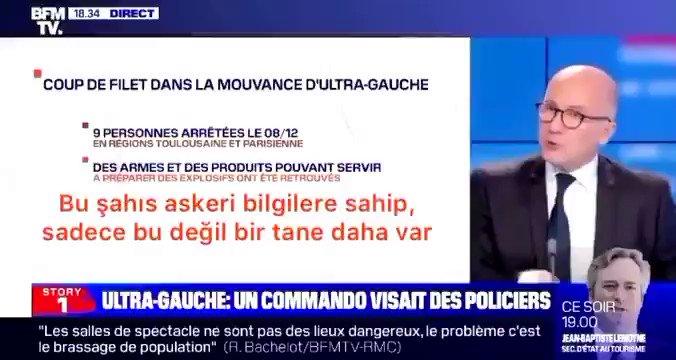 BFM 18.34 DIRECT
TV.
COUP DE FILET DANS LA MOUVANCE D'ULTRA-GAUCHE
9 PERSONNES ARRÊTÉES LE 08/12
EN RÉGIONS TOULOUSAINE ET PARISIENNE
DES ARMES ET DES PRODUITS POUVANT SERVIR
À PRÉPARER DES EXPLOSIFS ONT ÉTÉ RETROUVÉS
Bu şahıs askeri bilgilere sahip,
sadece bu değil bir tane daha var
STORY
1
ULTRA-GAUCHE: UN COMMANDO VISAIT DES POLICIERS
"Les salles de spectacle ne sont pas des lieux dangereux, le problème c'est
le brassage de population" (R. Bachelot/BFMTV-RMC)
CE SOIR
19.00
JEAN-BAPTISTE LEMOYNE
SEC. D'ÉTAT AU TOURISME